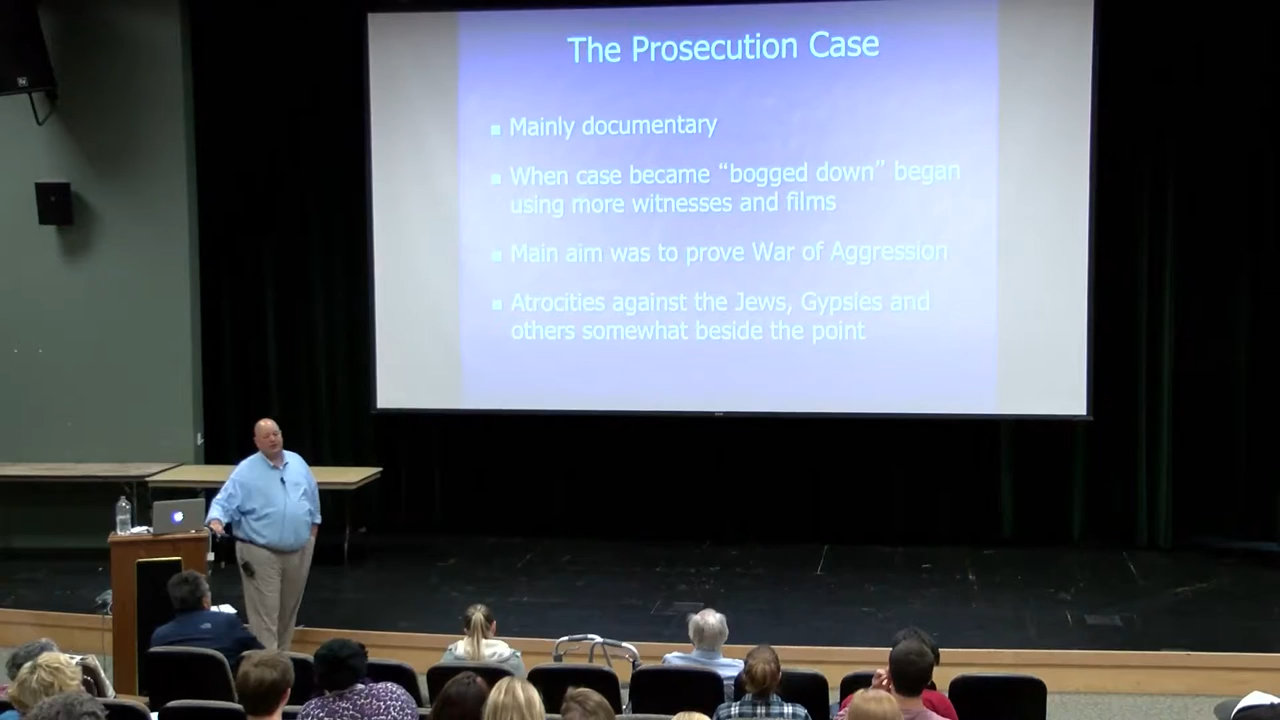 The Prosecution Case
Mainly documentary
When case became “bogged down” began
using more witnesses and films
Main aim was to prove War of Aggression
Atrocities against the Jews, Gypsies and
others somewhat beside the point